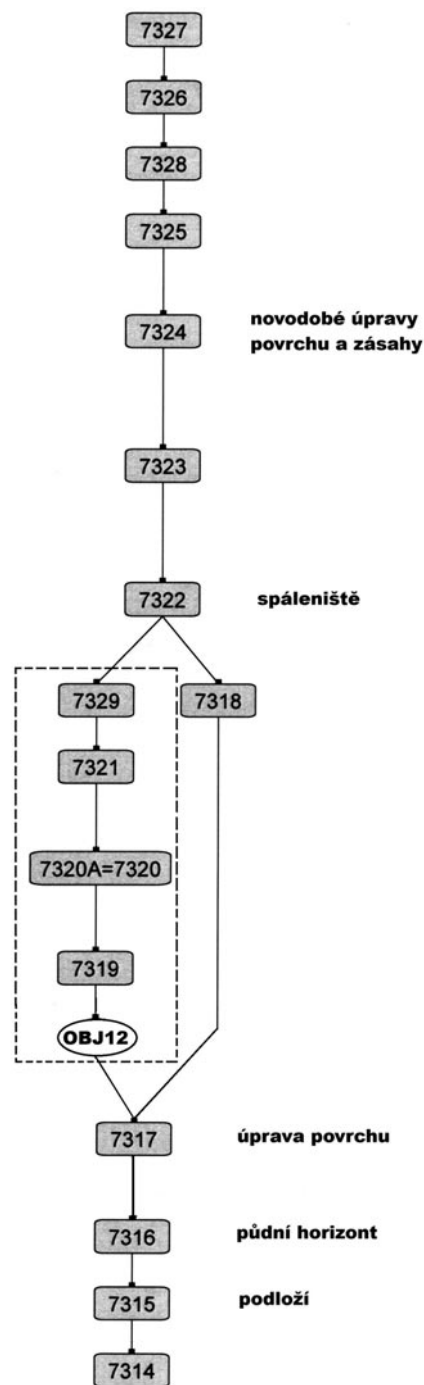 7327
7326
7328
7325
7324
novodobé úpravy
povrchu a zásahy
7323
7322
spáleniště
7329
7318
7321
7320A=7320
7319
OBJ12
7317
úprava povrchu
7316
půdní horizont
7315
podloží
7314